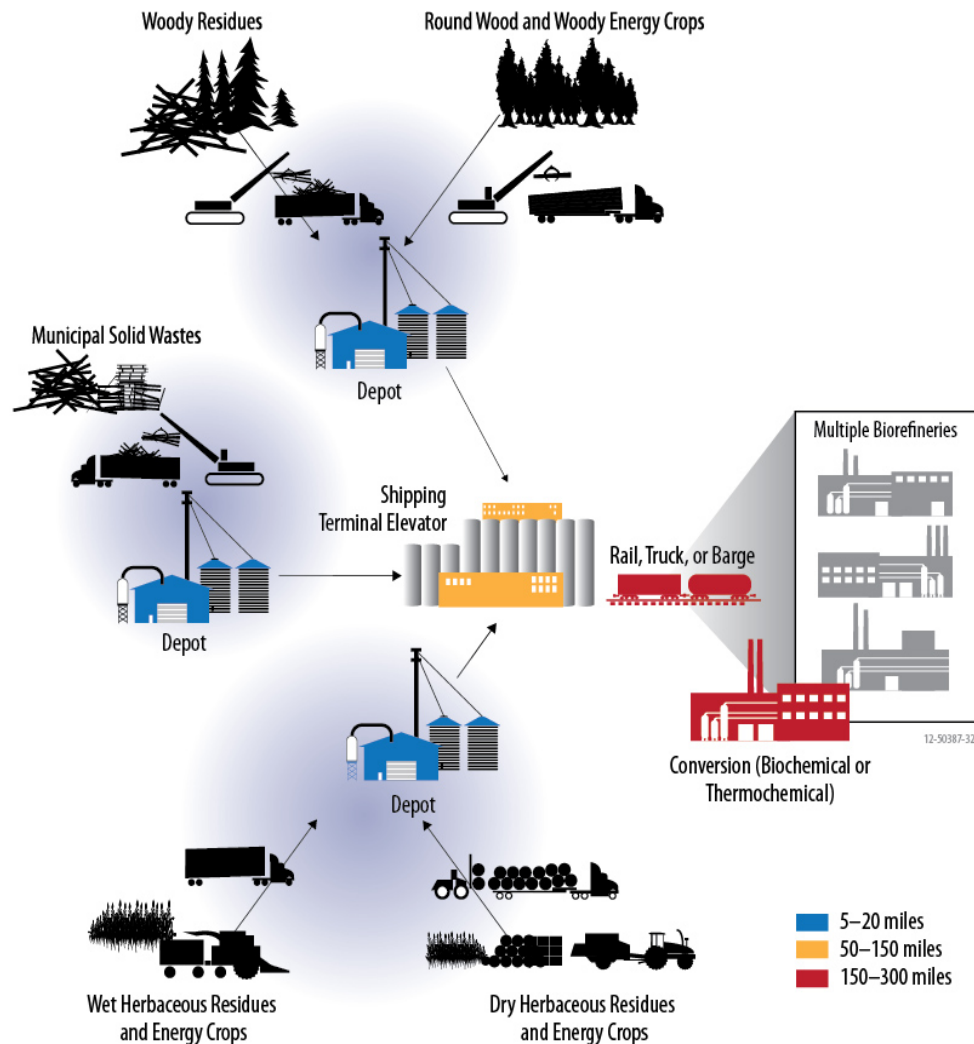 Woody Residues
Round Wood and Woody Energy Crops
Depot
Municipal Solid Wastes
Depot
Shipping
Terminal Elevator
Rail, Truck, or Barge
Multiple Biorefineries
12-50387-32
Conversion (Biochemical or
Thermochemical)
Depot
Wet Herbaceous Residues
and Energy Crops
Dry Herbaceous Residues
and Energy Crops
5–20 miles
50–150 miles
150–300 miles